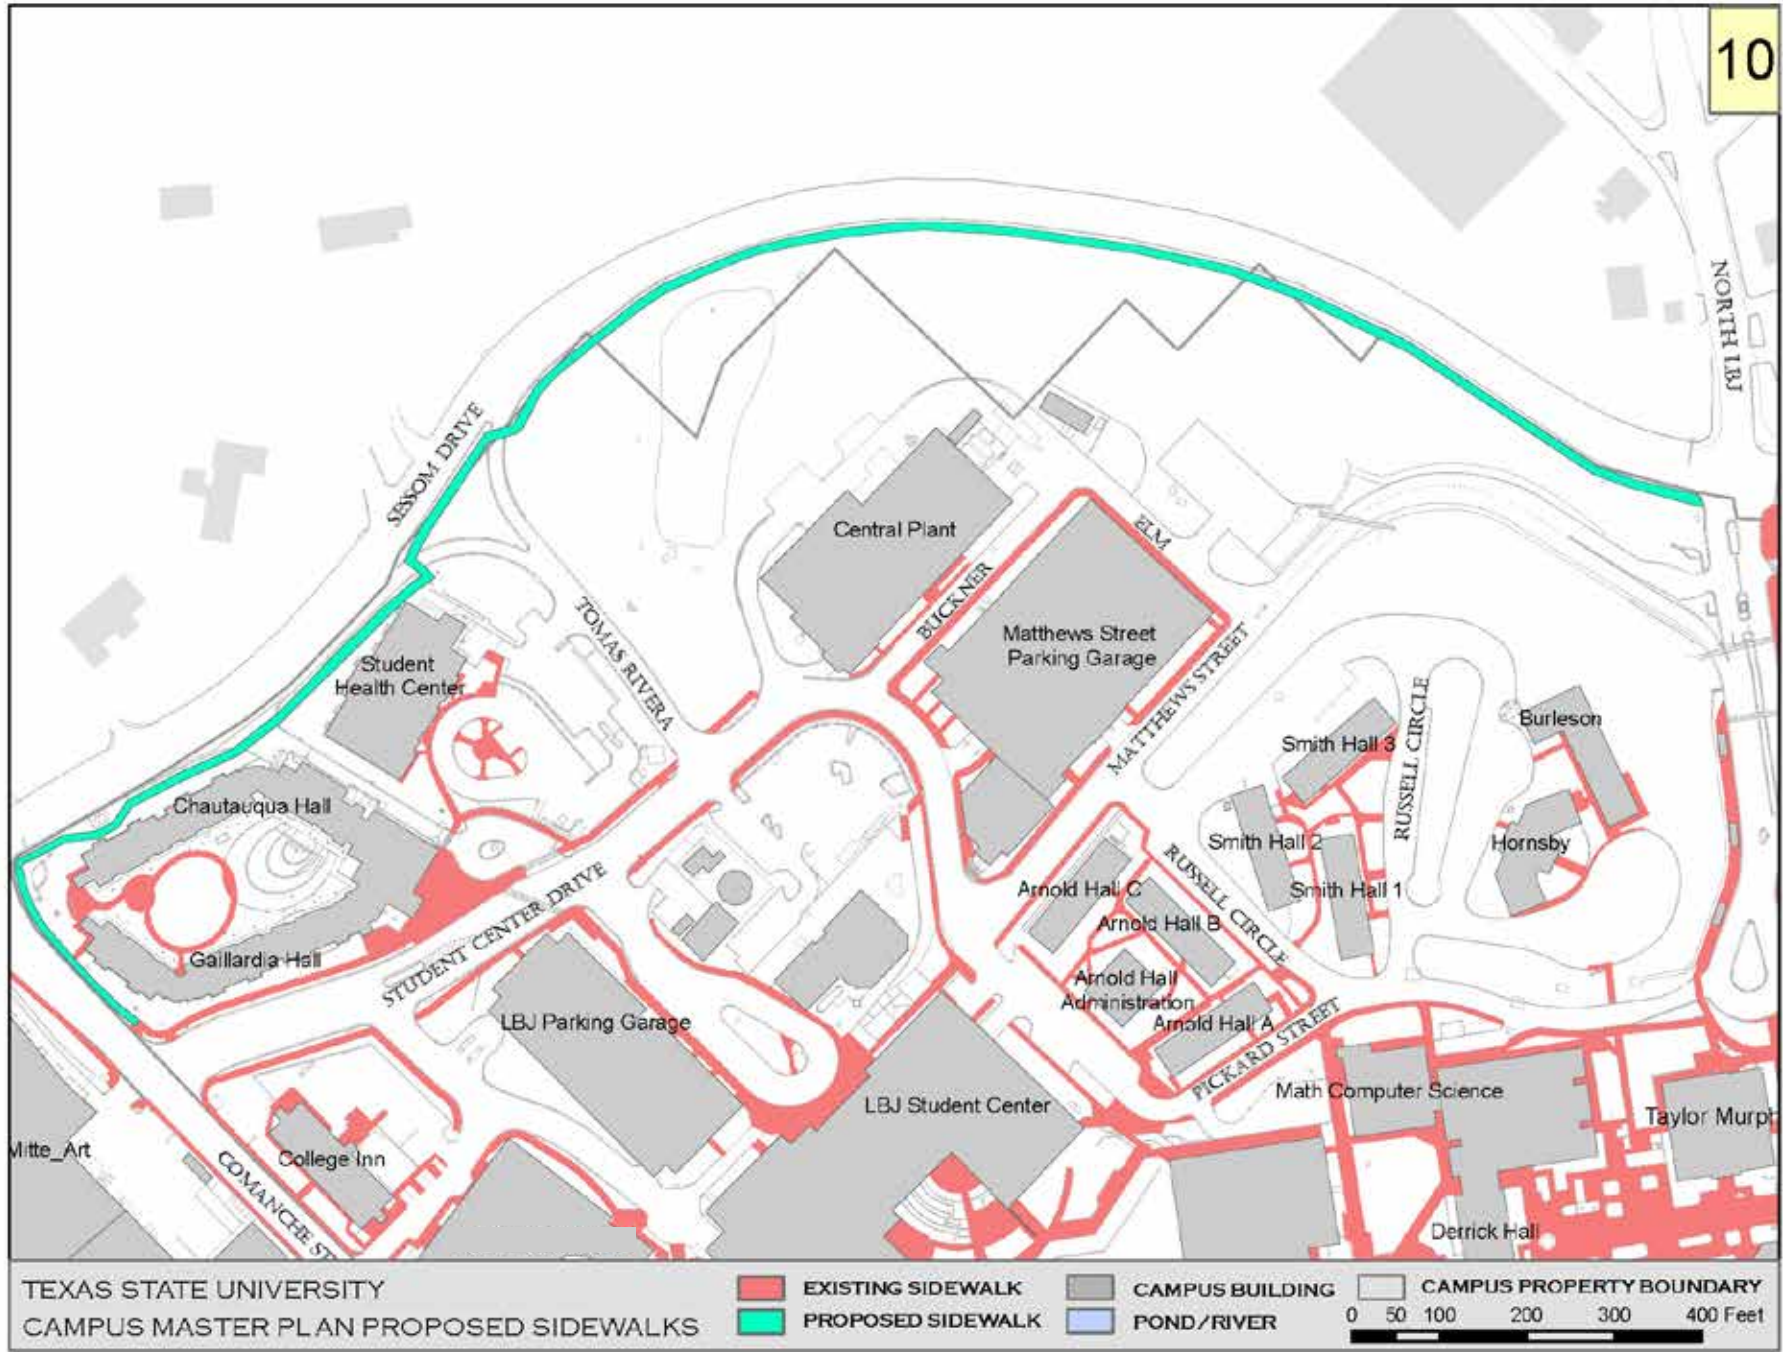 10
NORTH LBJ
SESSOM DRIVE
Central Plant
ELM
BUCKNER
TOMAS RIVERA
Matthews Street
Parking Garage
MATTHEWS STREET
Student
Health Center
RUSSELL CIRCLE
Burleson
Smith Hall 3
Chautauqua Hall
Smith Hall 2
Hornsby
RUSSELL CIRCLE
Arnold Hall C
Smith Hall 1
Arnold Hall B
Gaillardia Hall
STUDENT CENTER DRIVE
Arnold Hall
Administration
LBJ Parking Garage
Arnold Hall A
PICKARD STREET
Math Computer Science
LBJ Student Center
Taylor Murp
Mitte_Art
College Inn
COMANCHE ST
Derrick Hall
TEXAS STATE UNIVERSITY
CAMPUS MASTER PLAN PROPOSED SIDEWALKS
EXISTING SIDEWALK
PROPOSED SIDEWALK
CAMPUS BUILDING
POND/RIVER
CAMPUS PROPERTY BOUNDARY
0 50 100 200 300 400 Feet